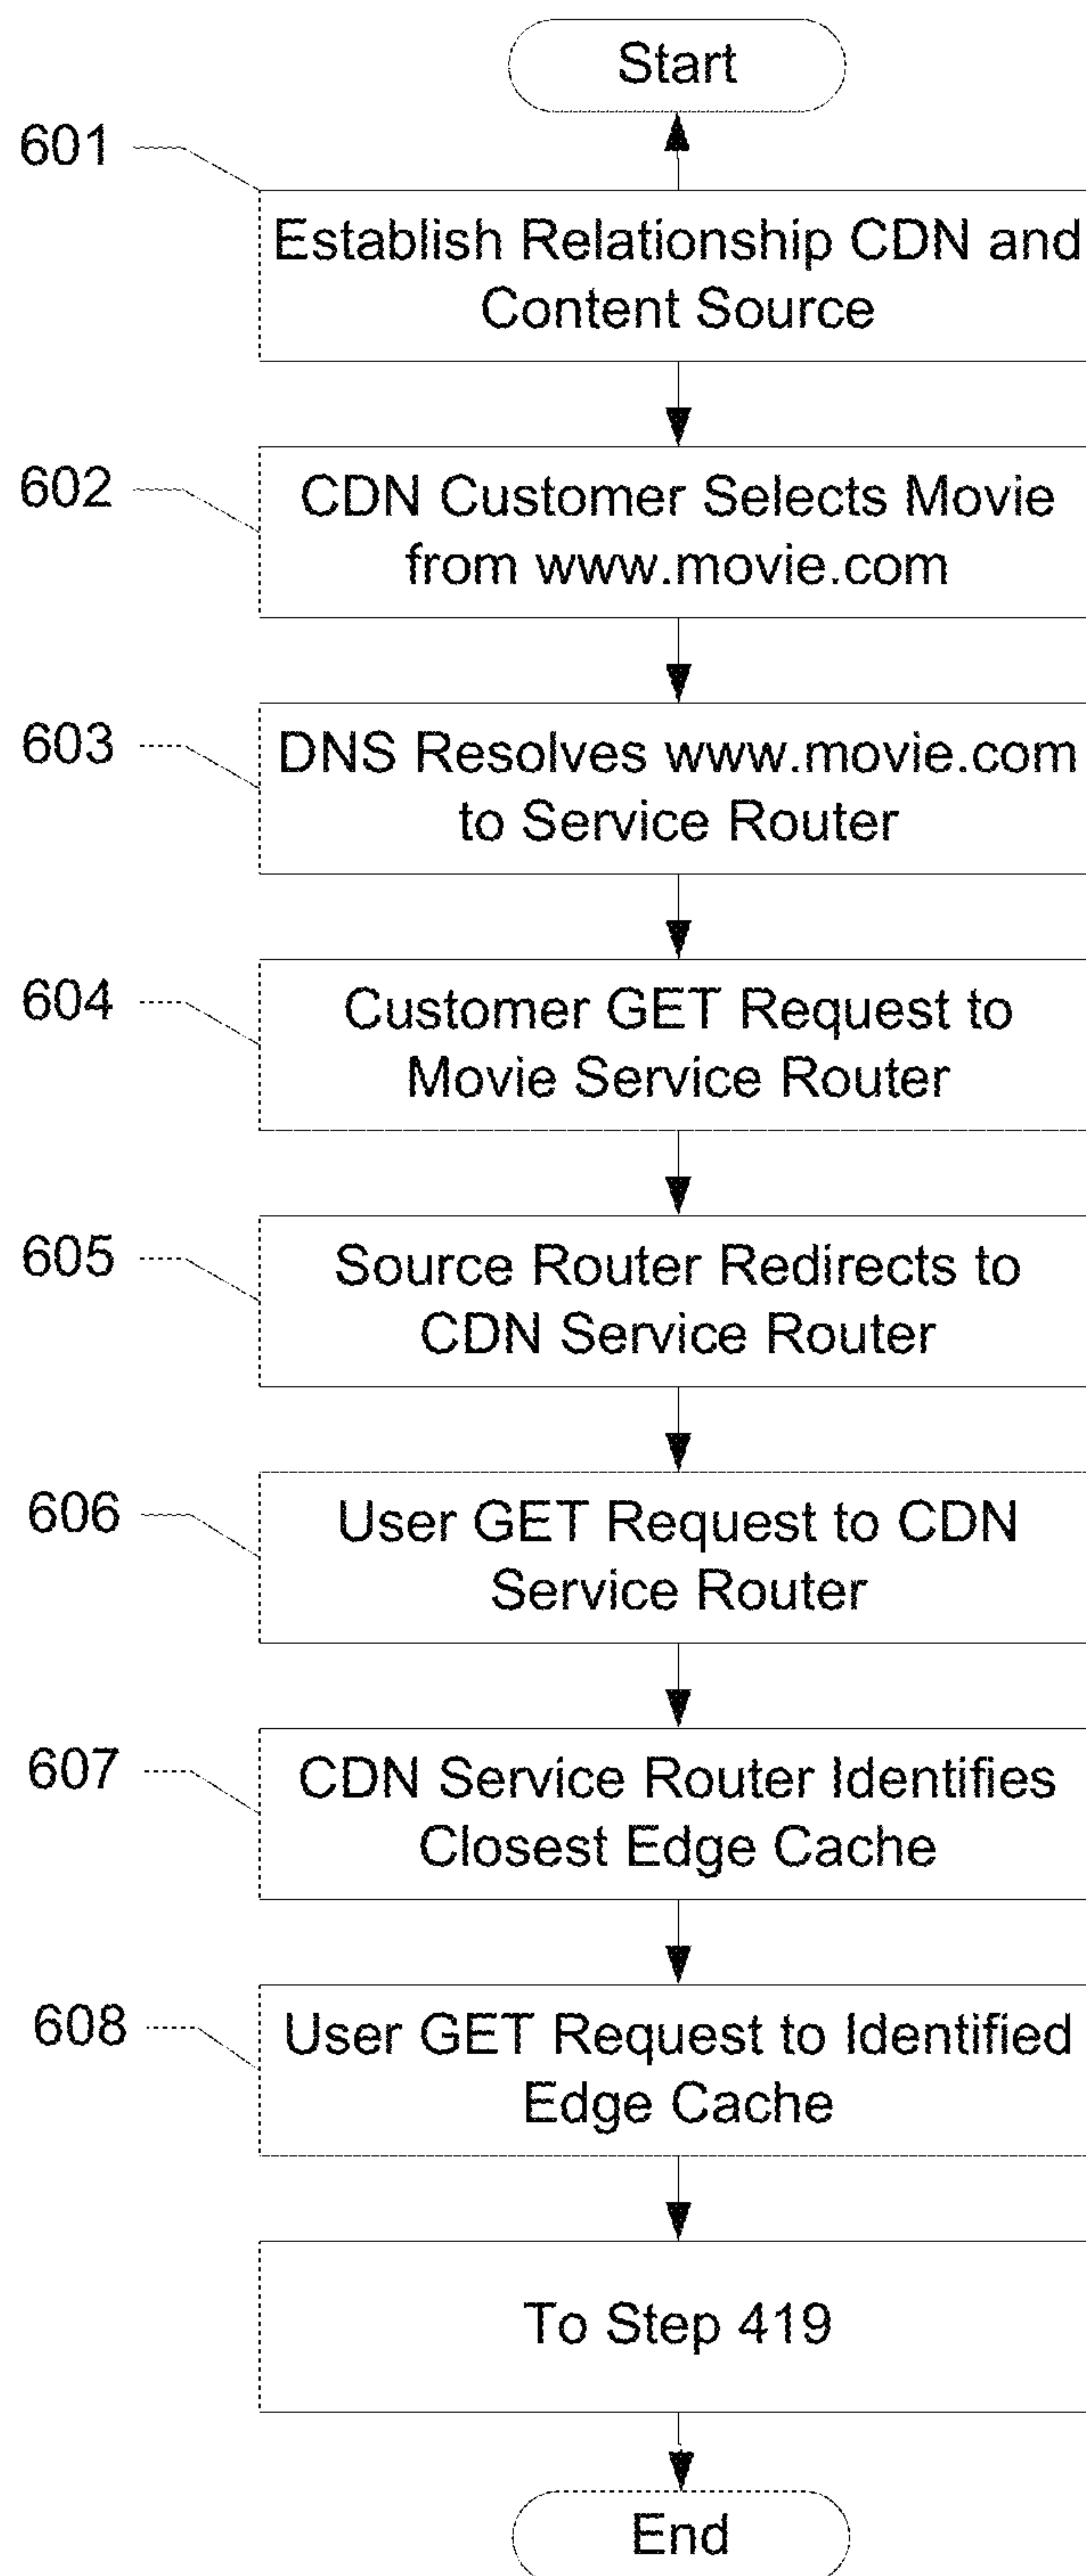 Start
601
Establish Relationship CDN and
Content Source
602
CDN Customer Selects Movie
from www.movie.com
603
DNS Resolves www.movie.com
to Service Router
604
Customer GET Request to
Movie Service Router
605
Source Router Redirects to
CDN Service Router
606
User GET Request to CDN
Service Router
607
CDN Service Router Identifies
Closest Edge Cache
608
User GET Request to Identified
Edge Cache
To Step 419
End